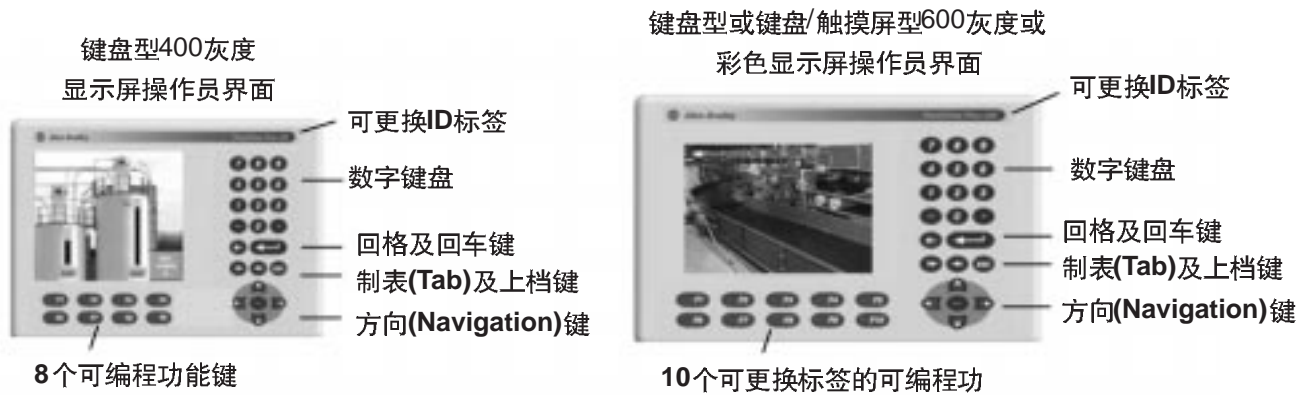 键盘型400灰度
显示屏操作员界面
Allen-Bradley
可更换ID标签
数字键盘
回格及回车键
制表(Tab)及上档键
方向(Navigation)键
8个可编程功能键
键盘型或键盘/触摸屏型600灰度或
彩色显示屏操作员界面
Allen-Bradley
可更换ID标签
数字键盘
回格及回车键
制表(Tab)及上档键
方向(Navigation)键
10个可更换标签的可编程功